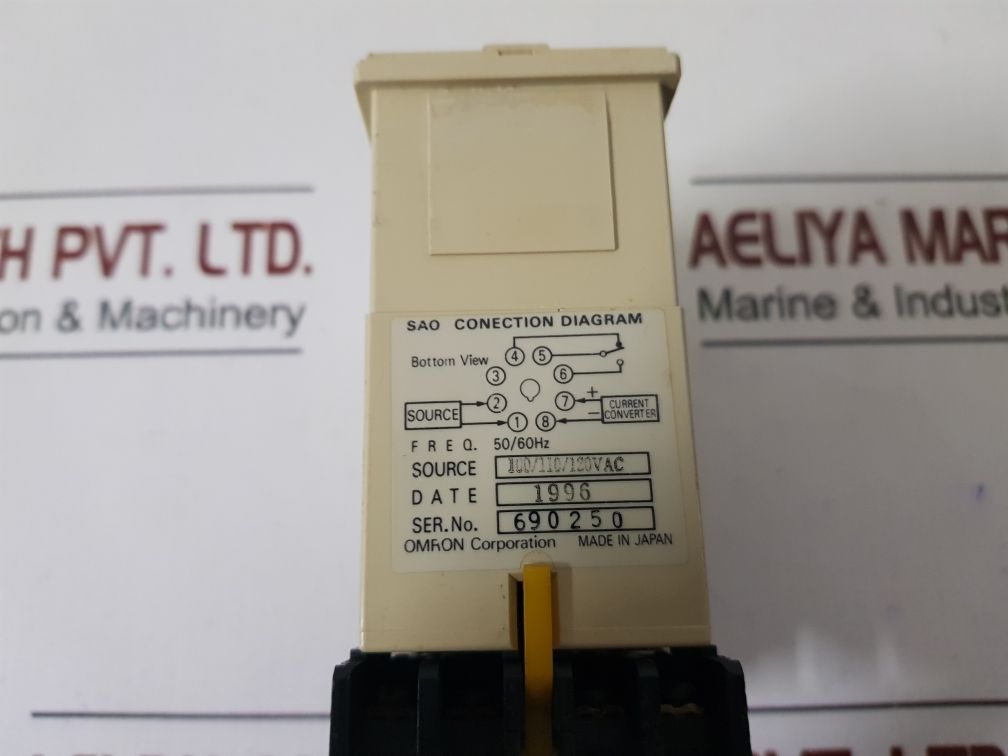 H PVT. LTD.
on & Machinery
AELIYA MAR
Marine & Indust
SAO CONECTION DIAGRAM
Bottom View
4 5
3 6
2 7 +
SOURCE
CURRENT
CONVERTER
1 8 −
FREQ. 50/60Hz
SOURCE 100/110/120VAC
DATE 1996
SER.No. 690250
OMRON Corporation MADE IN JAPAN